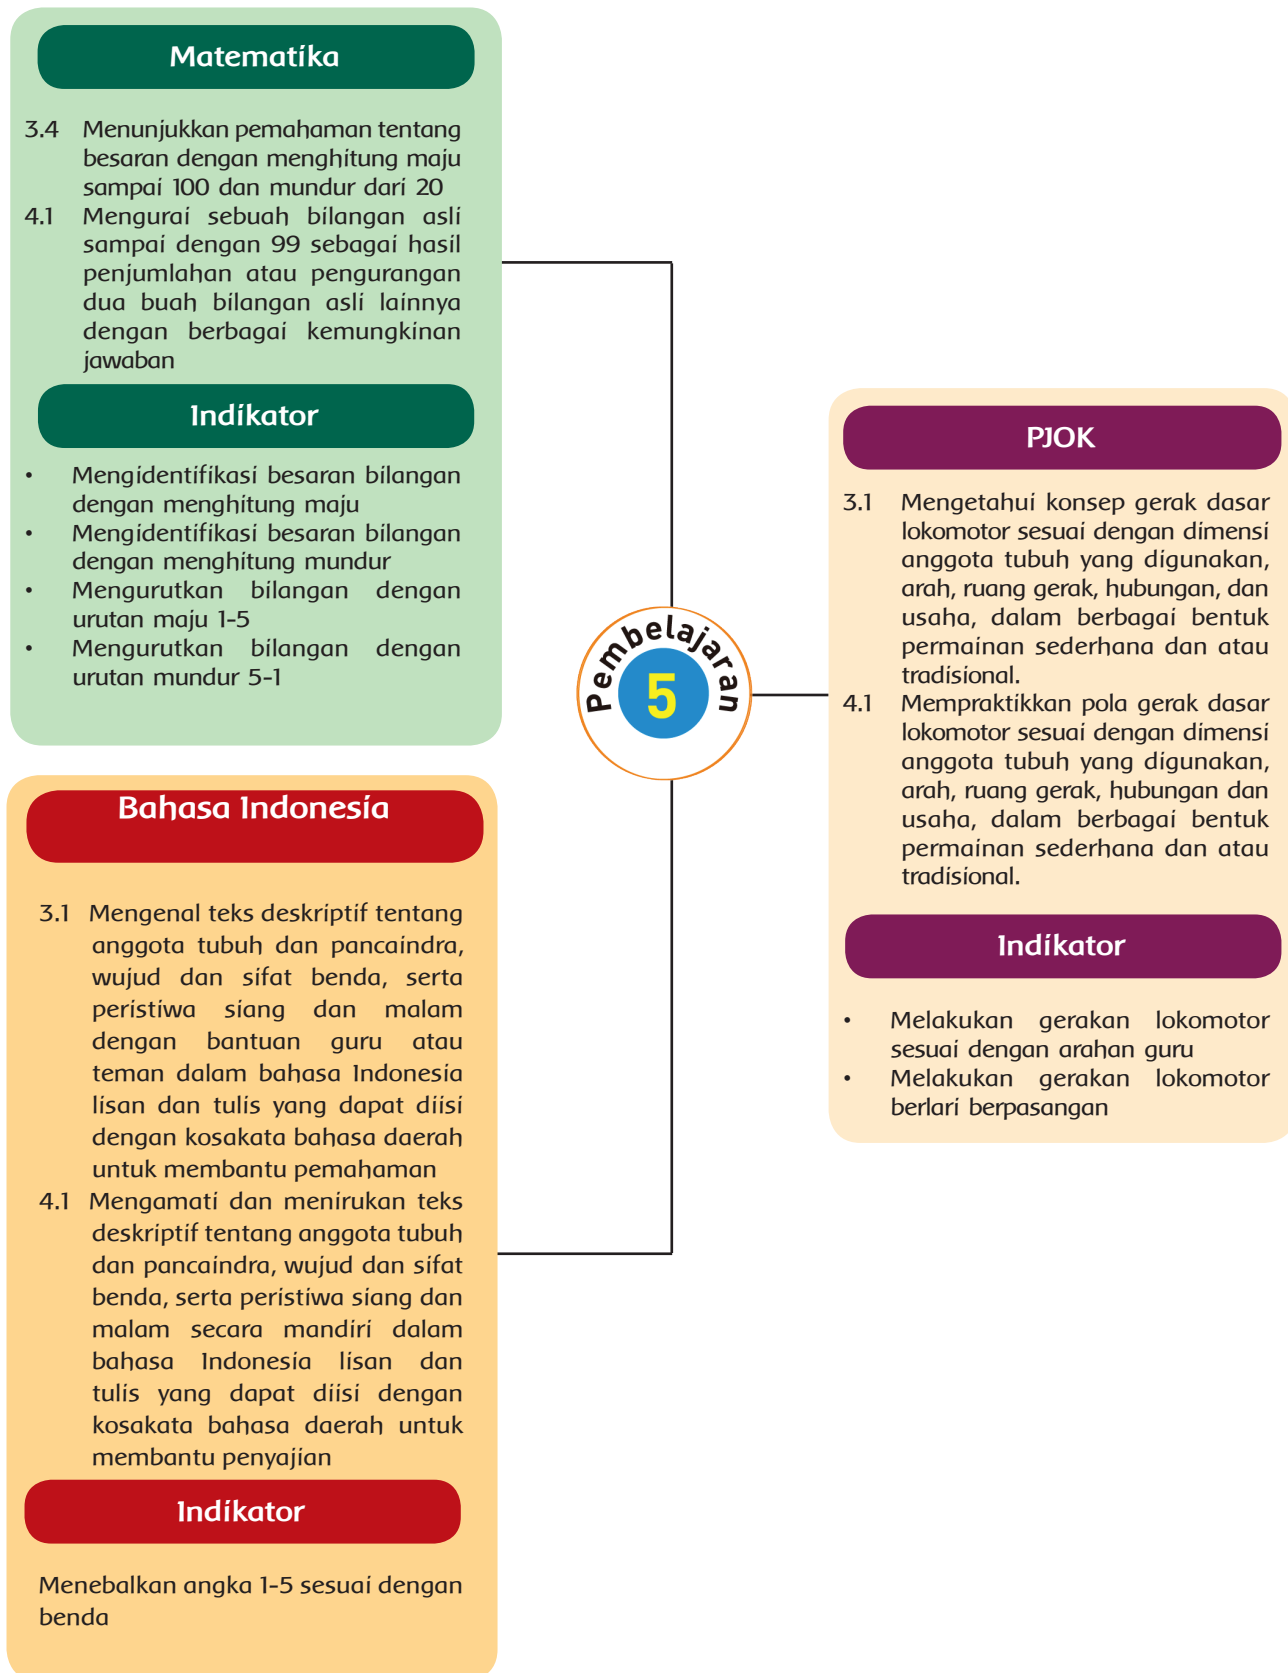 Matematika
3.4 Menunjukkan pemahaman tentang
besaran dengan menghitung maju
sampai 100 dan mundur dari 20
4.1 Mengurai sebuah bilangan asli
sampai dengan 99 sebagai hasil
penjumlahan atau pengurangan
dua buah bilangan asli lainnya
dengan berbagai kemungkinan
jawaban
Indikator
• Mengidentifikasi besaran bilangan
dengan menghitung maju
• Mengidentifikasi besaran bilangan
dengan menghitung mundur
• Mengurutkan bilangan dengan
urutan maju 1-5
• Mengurutkan bilangan dengan
urutan mundur 5-1
Bahasa Indonesia
3.1 Mengenal teks deskriptif tentang
anggota tubuh dan pancaindra,
wujud dan sifat benda, serta
peristiwa siang dan malam
dengan bantuan guru atau
teman dalam bahasa Indonesia
lisan dan tulis yang dapat diisi
dengan kosakata bahasa daerah
untuk membantu pemahaman
4.1 Mengamati dan menirukan teks
deskriptif tentang anggota tubuh
dan pancaindra, wujud dan sifat
benda, serta peristiwa siang dan
malam secara mandiri dalam
bahasa Indonesia lisan dan
tulis yang dapat diisi dengan
kosakata bahasa daerah untuk
membantu penyajian
Indikator
Menebalkan angka 1-5 sesuai dengan
benda
Pembelajaran
5
PJOK
3.1 Mengetahui konsep gerak dasar
lokomotor sesuai dengan dimensi
anggota tubuh yang digunakan,
arah, ruang gerak, hubungan, dan
usaha, dalam berbagai bentuk
permainan sederhana dan atau
tradisional.
4.1 Mempraktikkan pola gerak dasar
lokomotor sesuai dengan dimensi
anggota tubuh yang digunakan,
arah, ruang gerak, hubungan dan
usaha, dalam berbagai bentuk
permainan sederhana dan atau
tradisional.
Indikator
• Melakukan gerakan lokomotor
sesuai dengan arahan guru
• Melakukan gerakan lokomotor
berlari berpasangan